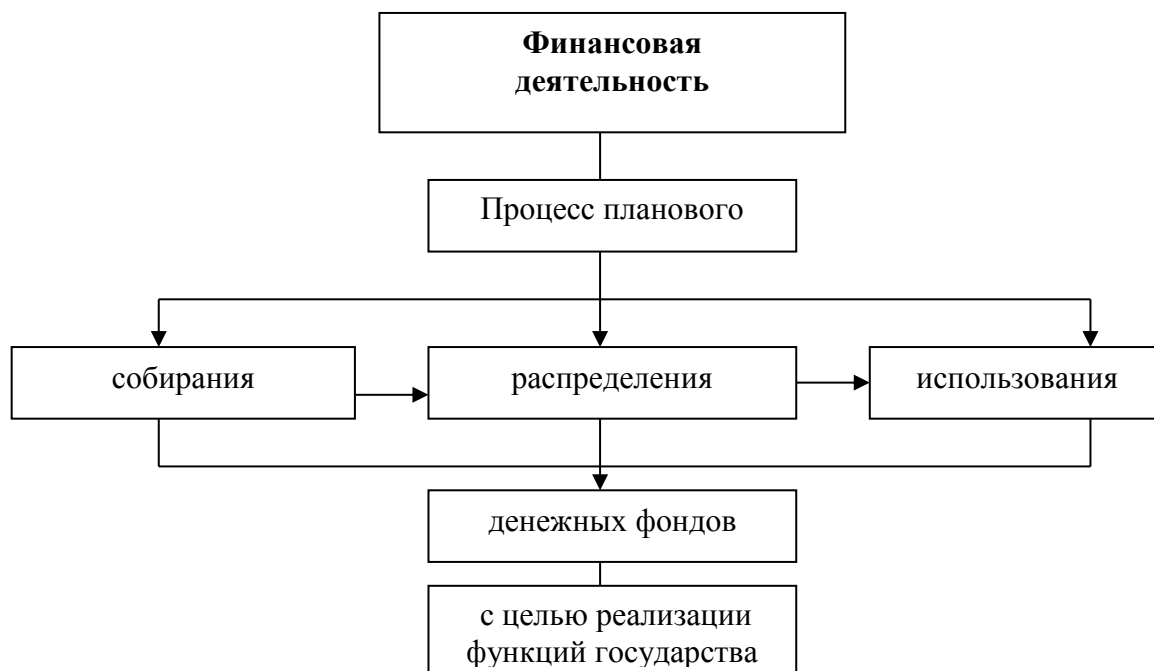 Финансовая
деятельность
Процесс планового
собирания
распределения
использования
денежных фондов
с целью реализации
функций государства